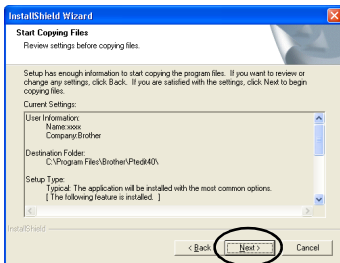 InstallShield Wizard
Start Copying Files
Review settings before copying files.
Setup has enough information to start copying the program files. If you want to review or
change any settings, click Back. If you are satisfied with the settings, click Next to begin
copying files.
Current Settings:
User Information:
Name:xxxx
Company:Brother
Destination Folder:
C:\Program Files\Brother\Ptedit40\
Setup Type:
Typical: The application will be installed with the most common options.
[ The following feature is installed. ]
InstallShield
< Back
Next >
Cancel